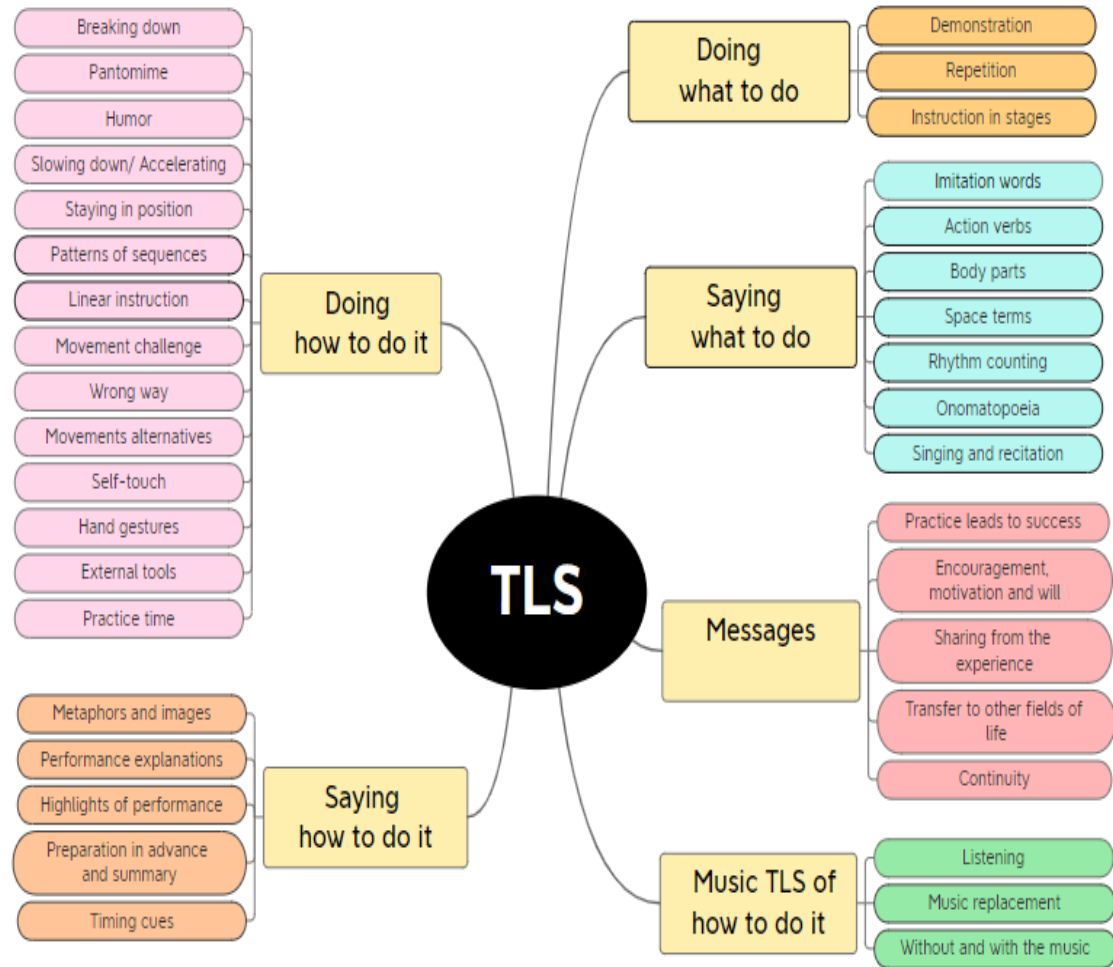 TLS
Doing
what to do
Demonstration
Repetition
Instruction in stages
Saying
what to do
Imitation words
Action verbs
Body parts
Space terms
Rhythm counting
Onomatopoeia
Singing and recitation
Messages
Practice leads to success
Encouragement,
motivation and will
Sharing from the
experience
Transfer to other fields of
life
Continuity
Music TLS of
how to do it
Listening
Music replacement
Without and with the music
Doing
how to do it
Breaking down
Pantomime
Humor
Slowing down/ Accelerating
Staying in position
Patterns of sequences
Linear instruction
Movement challenge
Wrong way
Movements alternatives
Self-touch
Hand gestures
External tools
Practice time
Saying
how to do it
Metaphors and images
Performance explanations
Highlights of performance
Preparation in advance
and summary
Timing cues